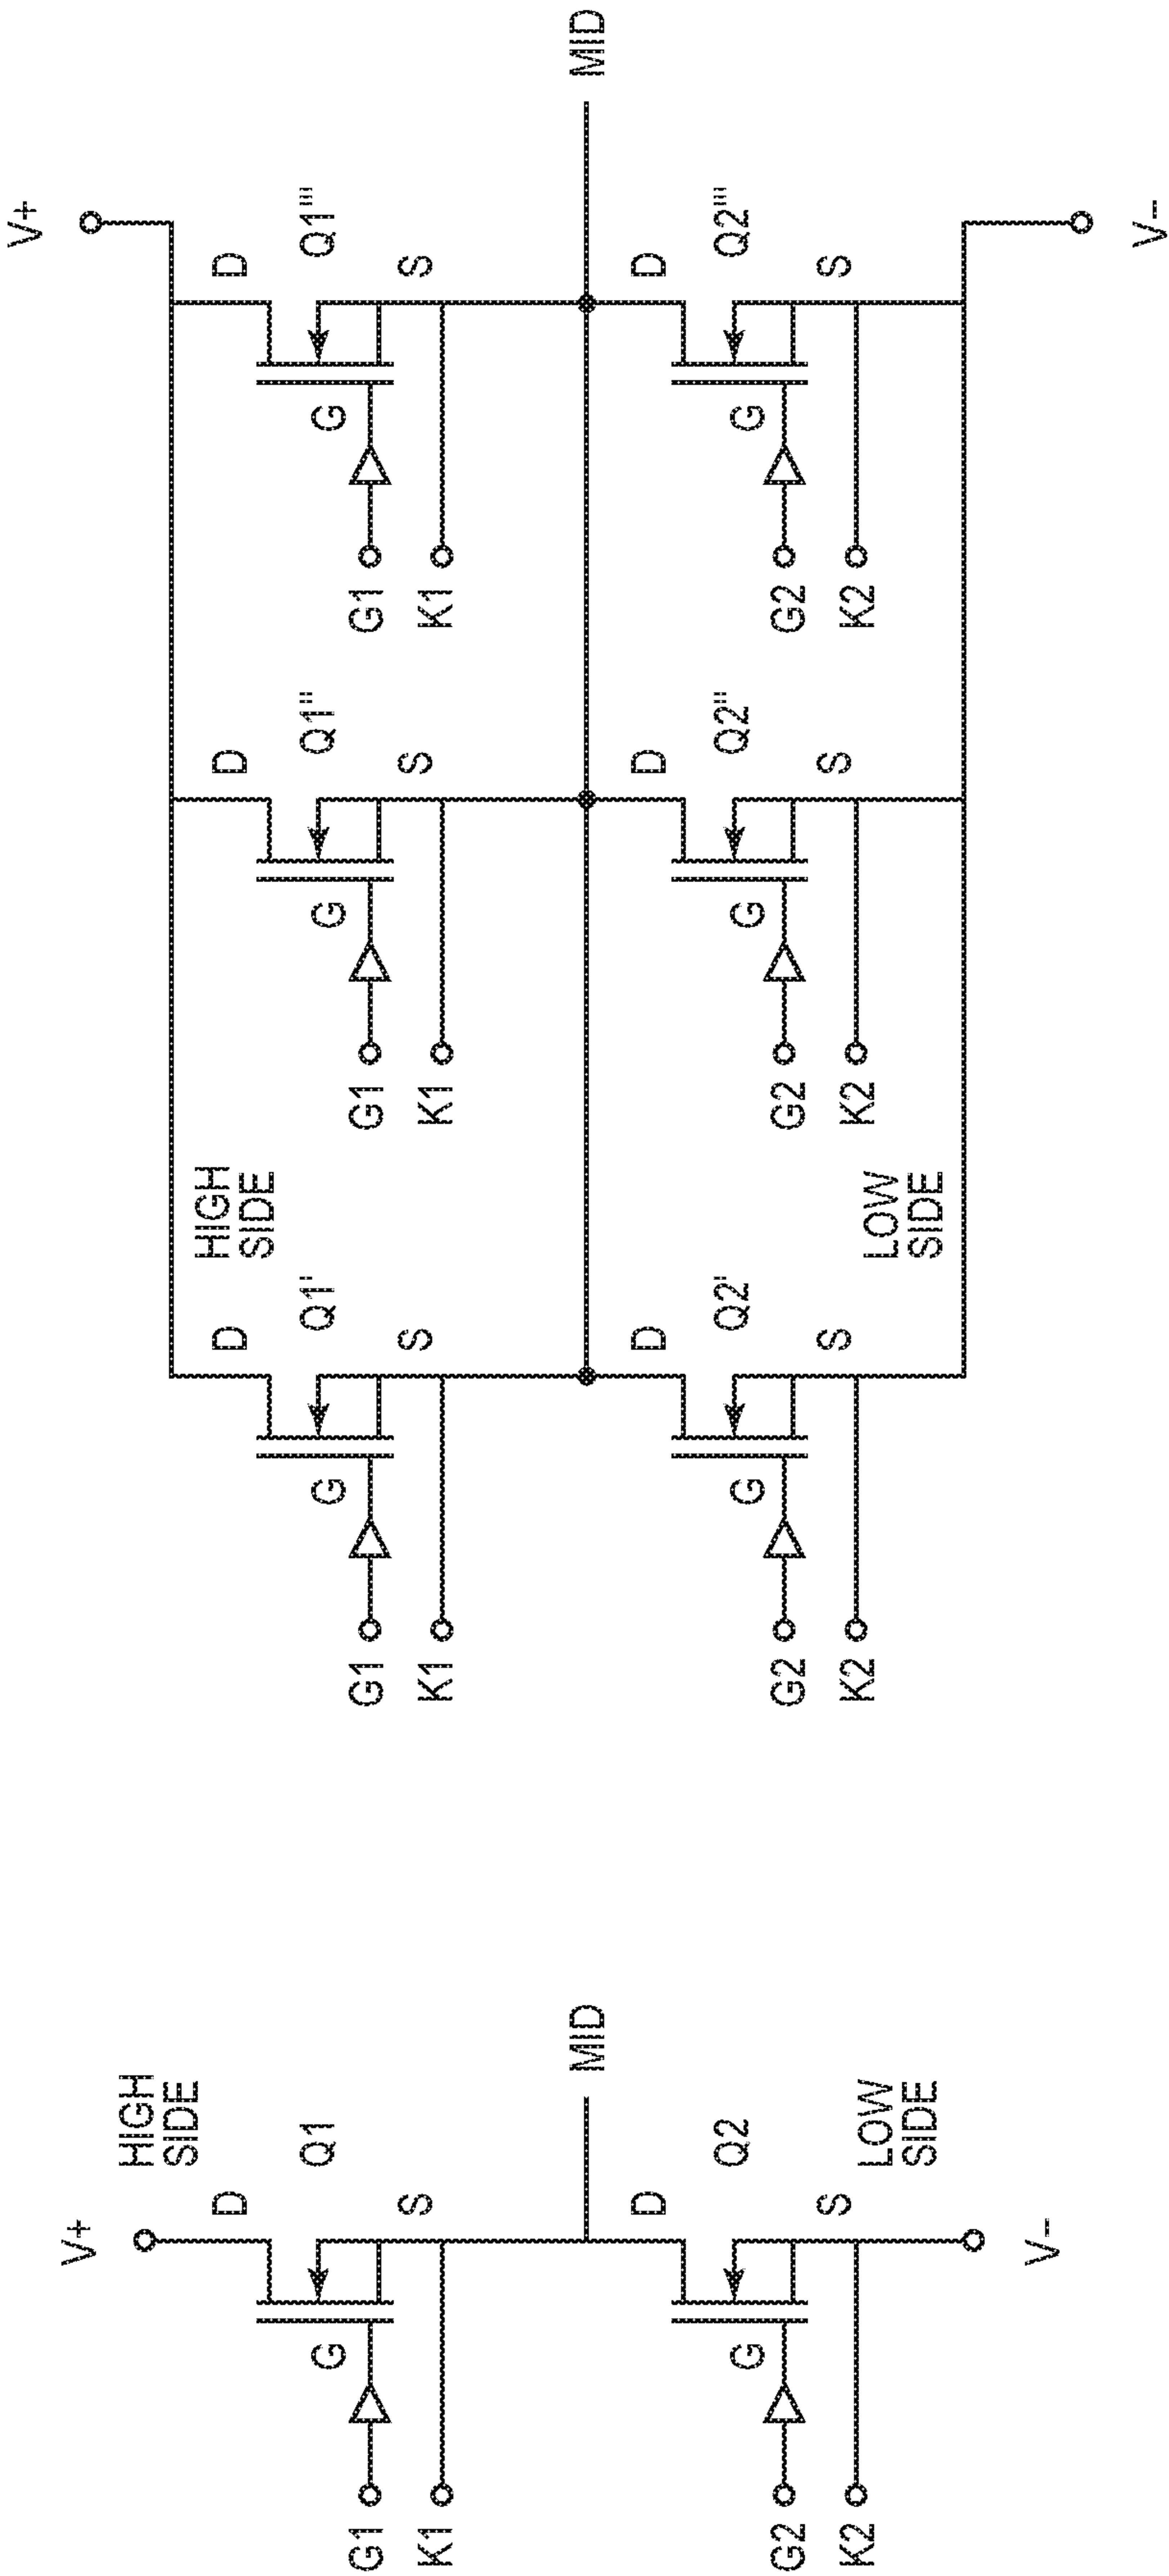 V+
HIGH
SIDE
D
Q1
G
S
G1
K1
MID
D
Q2
G
S
G2
K2
LOW
SIDE
V-
V+
HIGH
SIDE
D
Q1'
G
S
G1
K1
D
Q1''
G
S
G1
K1
D
Q1'''
G
S
G1
K1
MID
D
Q2'
G
S
G2
K2
LOW
SIDE
D
Q2''
G
S
G2
K2
D
Q2'''
G
S
G2
K2
V-